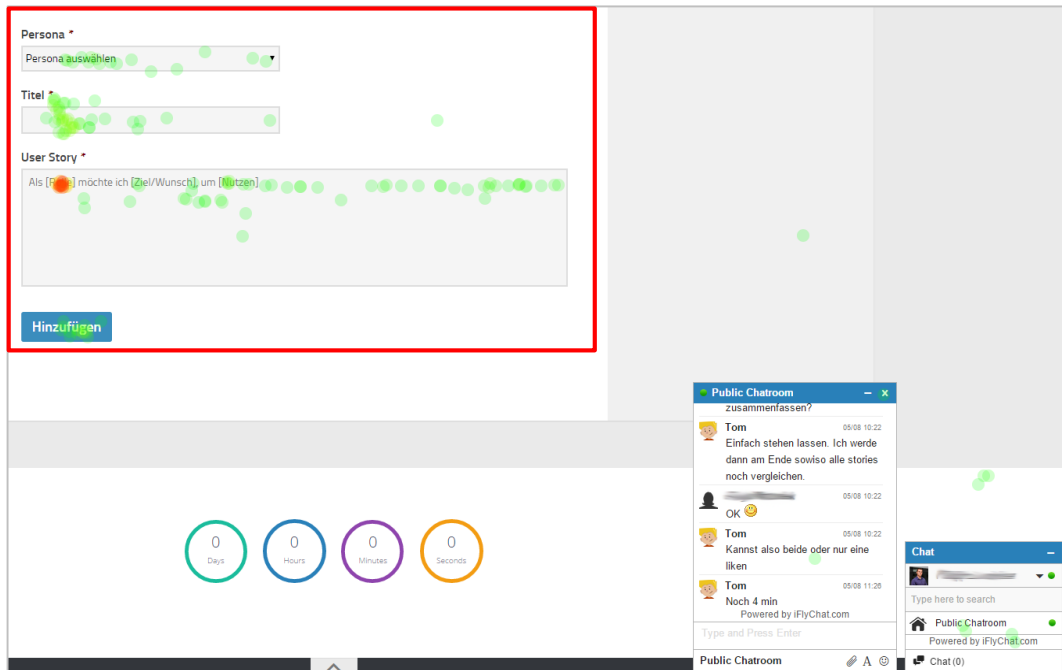 Persona *
Persona auswählen
Titel *
User Story *
Als [] möchte ich [Ziel/Wunsch], um [Nutzen]
Hinzufügen
0
Days
0
Hours
0
Minutes
0
Seconds
Public Chatroom
zusammenfassen?
Tom 05/08 10:22
Einfach stehen lassen. Ich werde
dann am Ende sowiso alle stories
noch vergleichen.
05/08 10:22
OK
Tom 05/08 10:22
Kannst also beide oder nur eine
liken
Tom 05/08 11:26
Noch 4 min
Powered by iFlyChat.com
Type and Press Enter
Public Chatroom
Chat
Type here to search
Public Chatroom
Powered by iFlyChat.com
Chat (0)